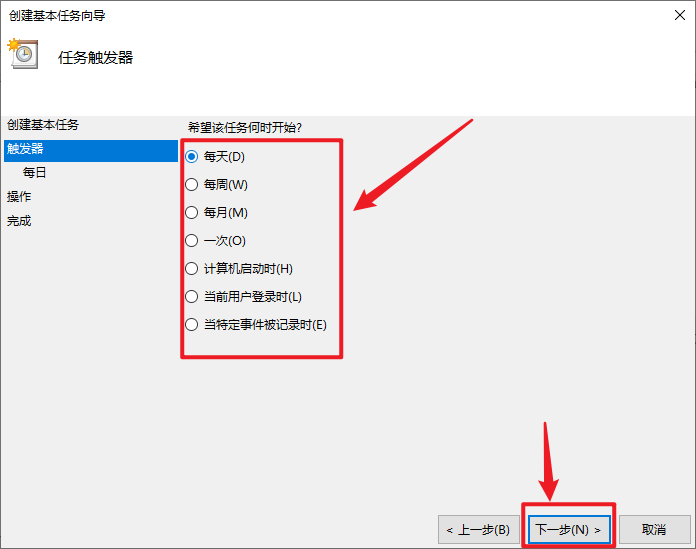 创建基本任务向导
任务触发器
创建基本任务
触发器
每日
操作
完成
希望该任务何时开始?
每天(D)
每周(W)
每月(M)
一次(O)
计算机启动时(H)
当前用户登录时(L)
当特定事件被记录时(E)
< 上一步(B)
下一步(N) >
取消